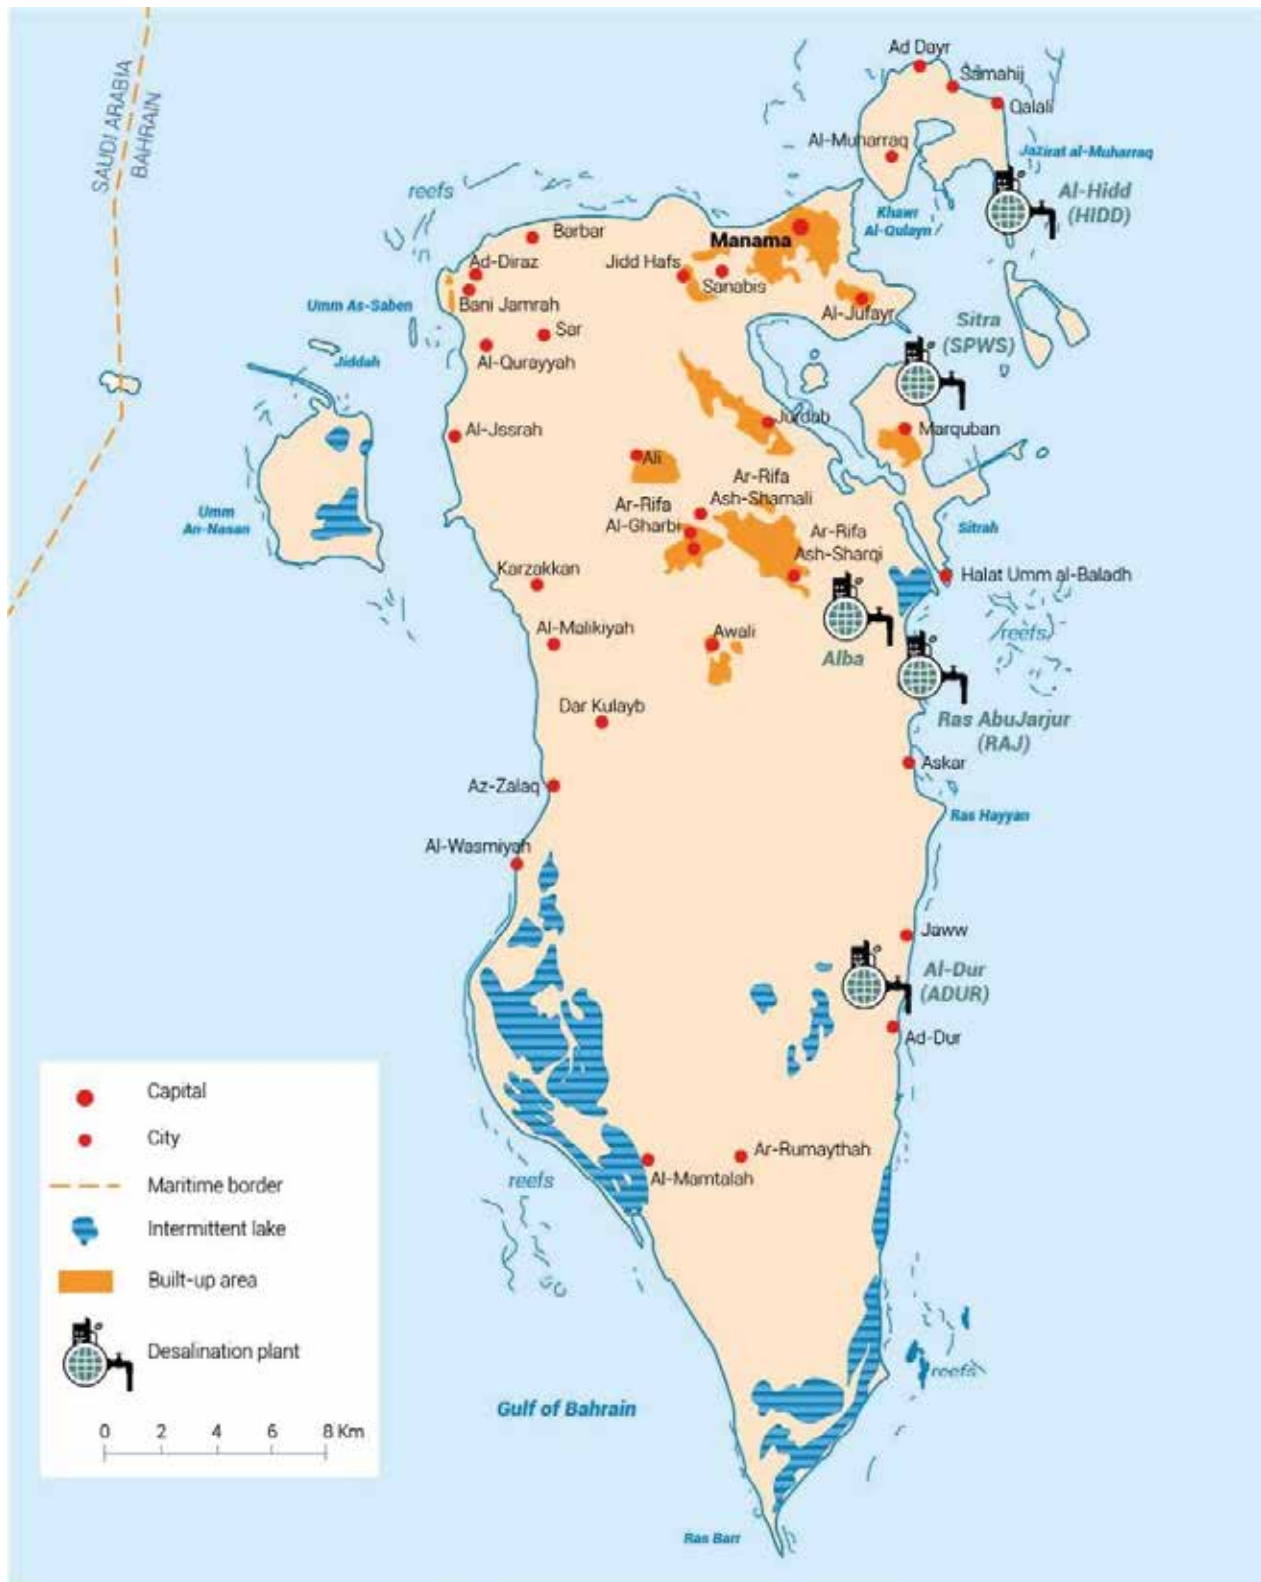 SAUDI ARABIA
BAHRAIN
Ad Dayr
Samahij
Qalali
Al-Muharraq
Jazirat al-Muharraq
Al-Hidd
(HIDD)
Khawr
Al-Qulayn
reefs
Barbar
Manama
Ad-Diraz
Jidd Hafs
Sanabis
Bani Jamrah
Umm As-Saben
Al-Jufayr
Sar
Sitra
(SPWS)
Al-Qurayyah
Jiddah
Jurdab
Marquban
Al-Jssrah
Ali
Ar-Rifa
Ash-Shamali
Ar-Rifa
Al-Gharbi
Umm
An-Nasan
Ar-Rifa
Ash-Sharqi
Sitrah
Karzakkan
Halat Umm al-Baladh
Al-Malikiyah
Awali
reefs
Alba
Dar Kulayb
Ras AbuJarjur
(RAJ)
Askar
Az-Zalaq
Ras Hayyan
Al-Wasmiyah
Jaww
Al-Dur
(ADUR)
Ad-Dur
Ar-Rumaythah
Al-Mamtalah
reefs
reefs
Gulf of Bahrain
Ras Barr
Capital
City
Maritime border
Intermittent lake
Built-up area
Desalination plant
0 2 4 6 8 Km